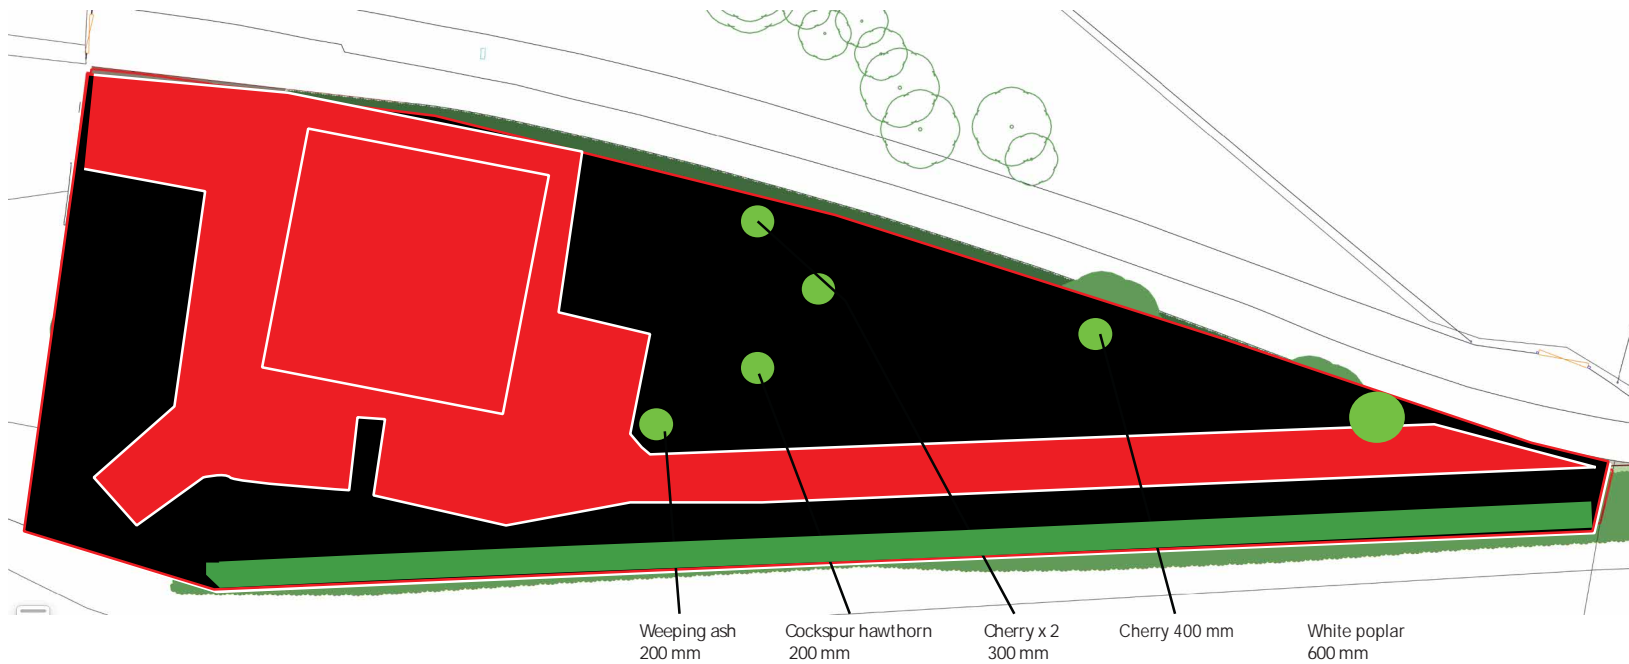 Weeping ash
200 mm
Cockspur hawthorn
200 mm
Cherry x 2
300 mm
Cherry 400 mm
White poplar
600 mm